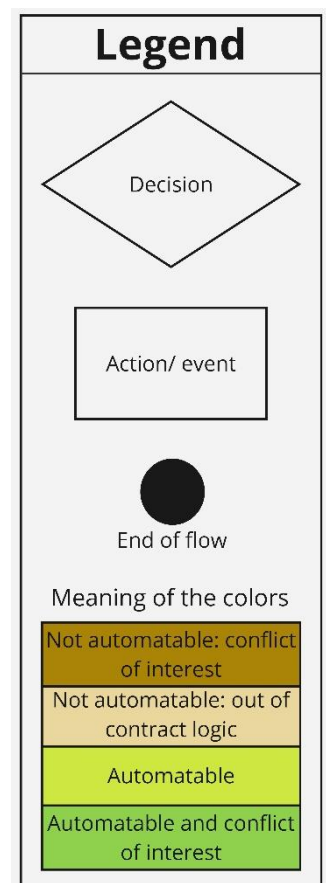 Legend
Decision
Action/ event
End of flow
Meaning of the colors
Not automatable: conflict
of interest
Not automatable: out of
contract logic
Automatable
Automatable and conflict
of interest